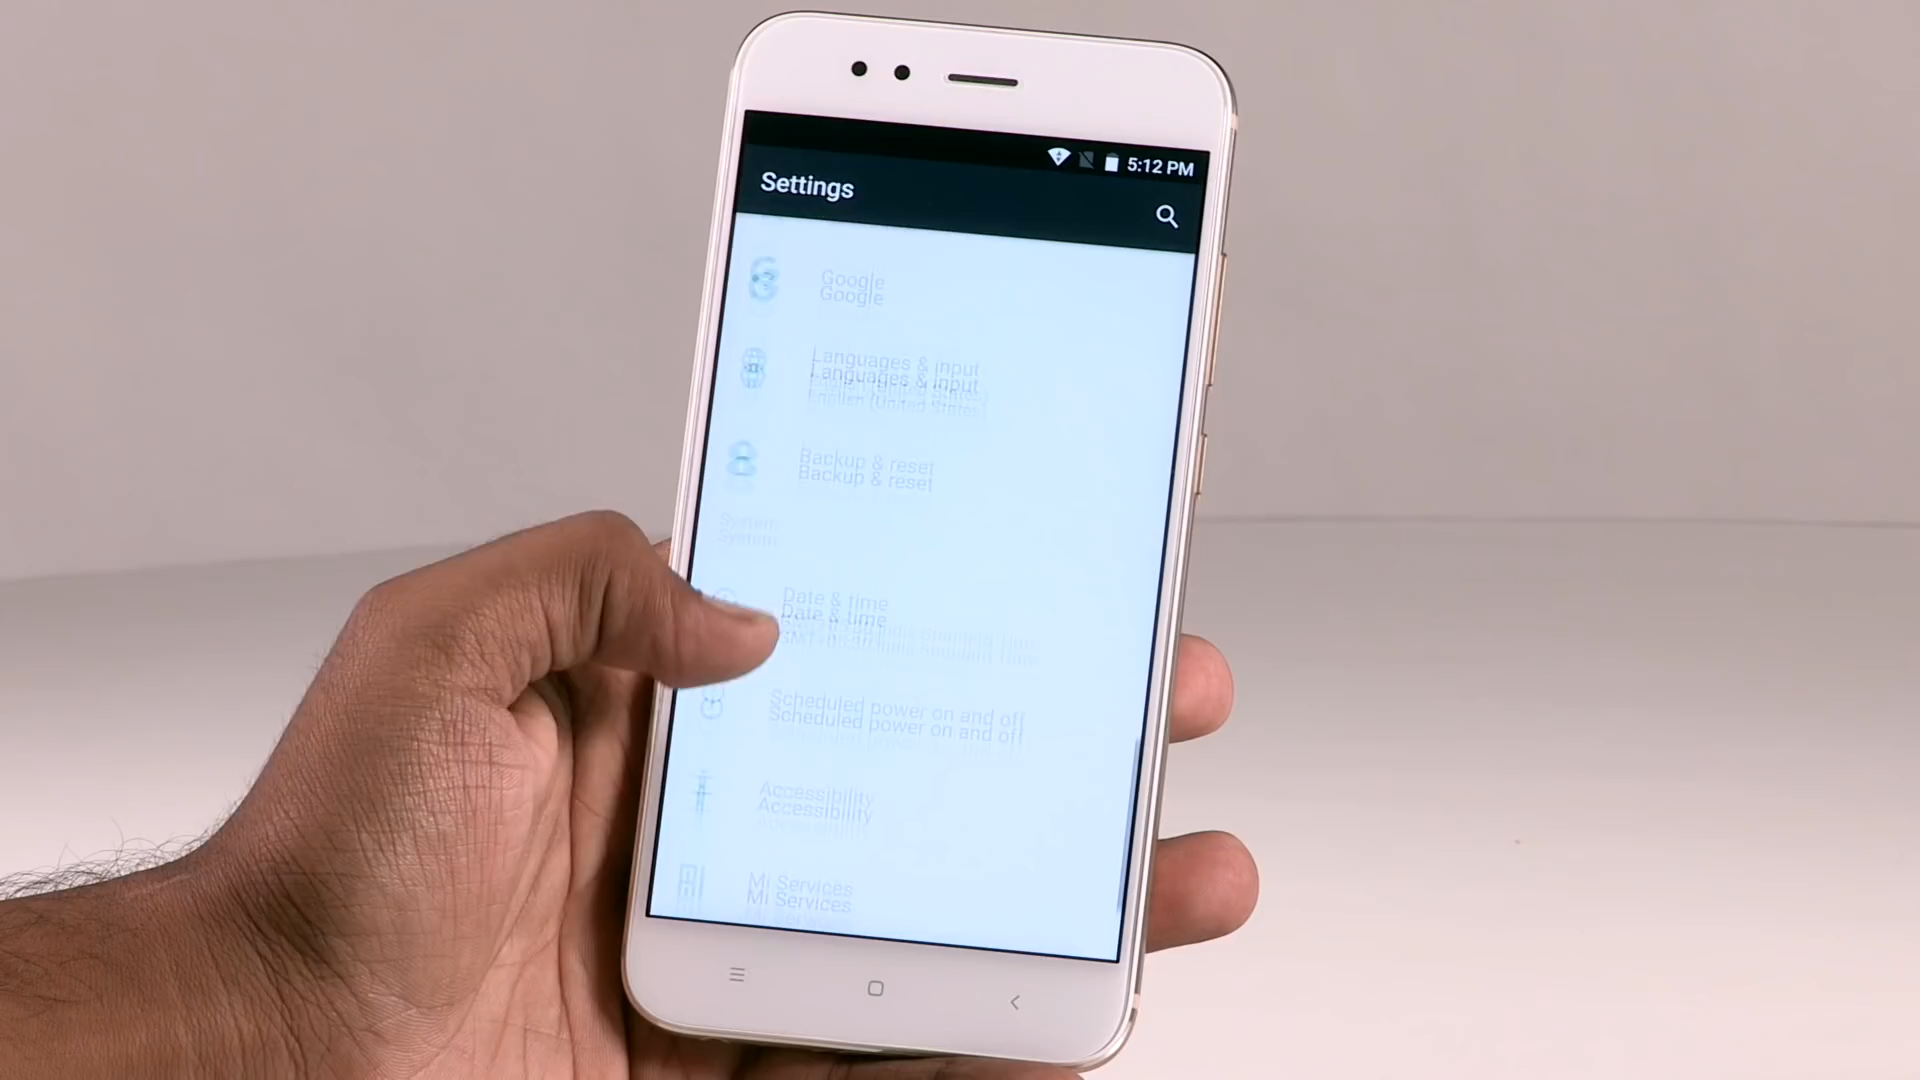 5:12 PM
Settings
Google
Languages & input
English (United States)
Backup & reset
System
Date & time
Scheduled power on and off
Accessibility
Mi Services